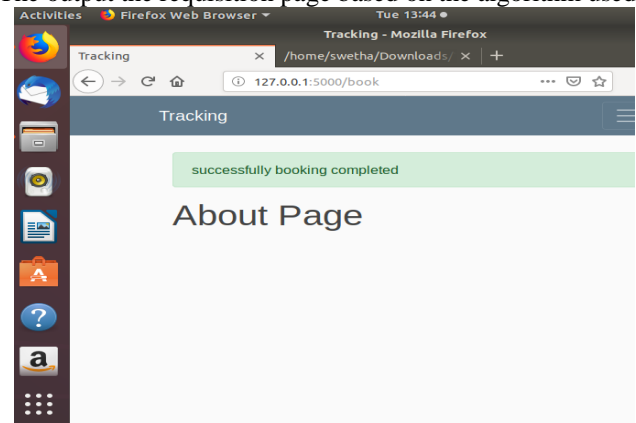 The output the requisition page based on the algorithm used
Activities Firefox Web Browser Tue 13:44
Tracking - Mozilla Firefox
Tracking × /home/swetha/Downloads/ × +
127.0.0.1:5000/book
Tracking
successfully booking completed
About Page